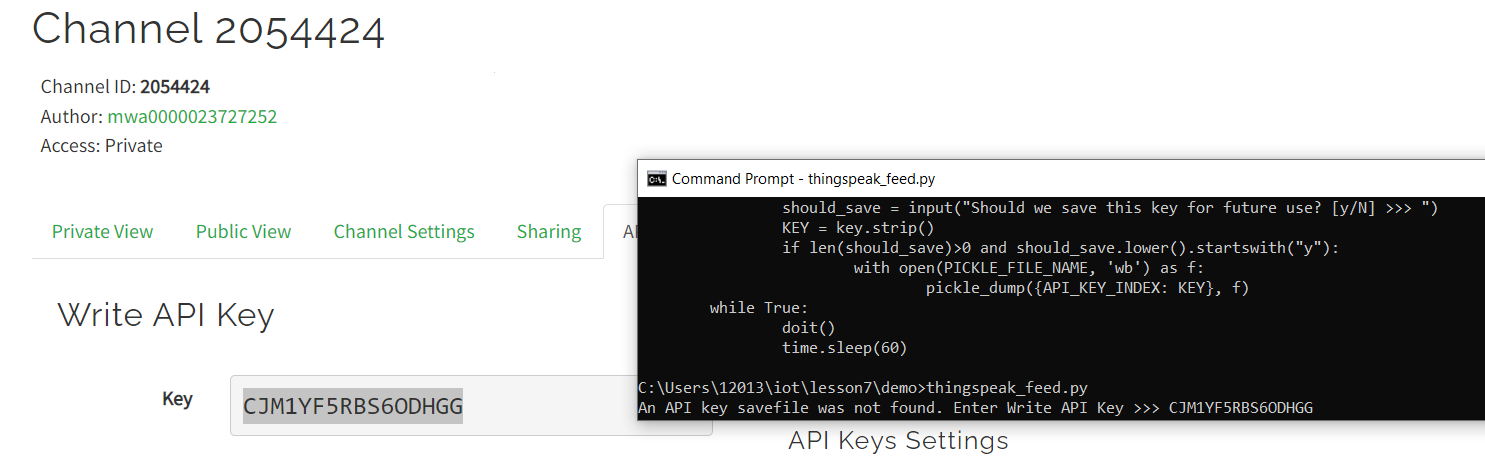 Channel 2054424
Channel ID: 2054424
Author: mwa0000023727252
Access: Private
Private View Public View Channel Settings Sharing
Write API Key
Key CJM1YF5RBS6ODHGG
Command Prompt - thingspeak_feed.py
should_save = input("Should we save this key for future use? [y/N] >>> ")
KEY = key.strip()
if len(should_save)>0 and should_save.lower().startswith("y"):
with open(PICKLE_FILE_NAME, 'wb') as f:
pickle_dump({API_KEY_INDEX: KEY}, f)
while True:
doit()
time.sleep(60)
C:\Users\12013\iot\lesson7\demo>thingspeak_feed.py
An API key savefile was not found. Enter Write API Key >>> CJM1YF5RBS6ODHGG
API Keys Settings